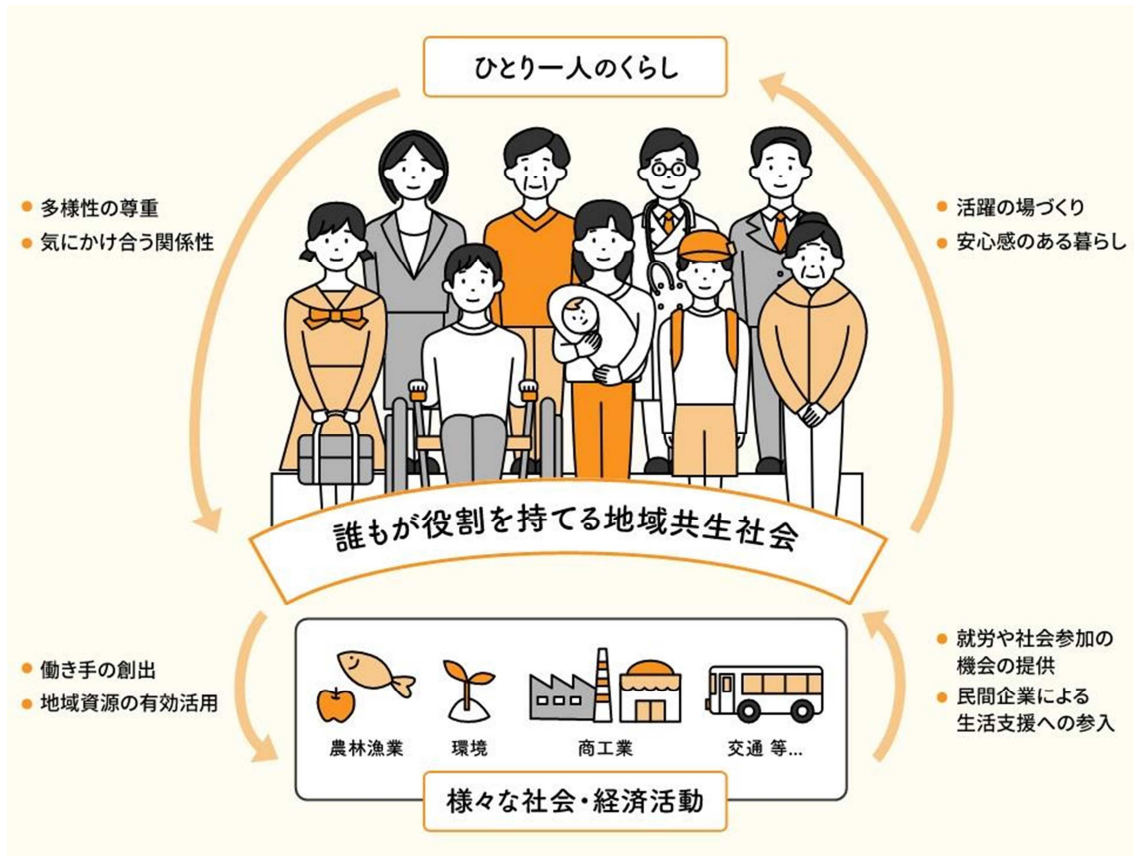 ひとり一人のくらし
多様性の尊重
気にかけ合う関係性
活躍の場づくり
安心感のある暮らし
誰もが役割を持てる地域共生社会
働き手の創出
地域資源の有効活用
就労や社会参加の
機会の提供
民間企業による
生活支援への参入
農林漁業
環境
商工業
交通 等...
様々な社会・経済活動